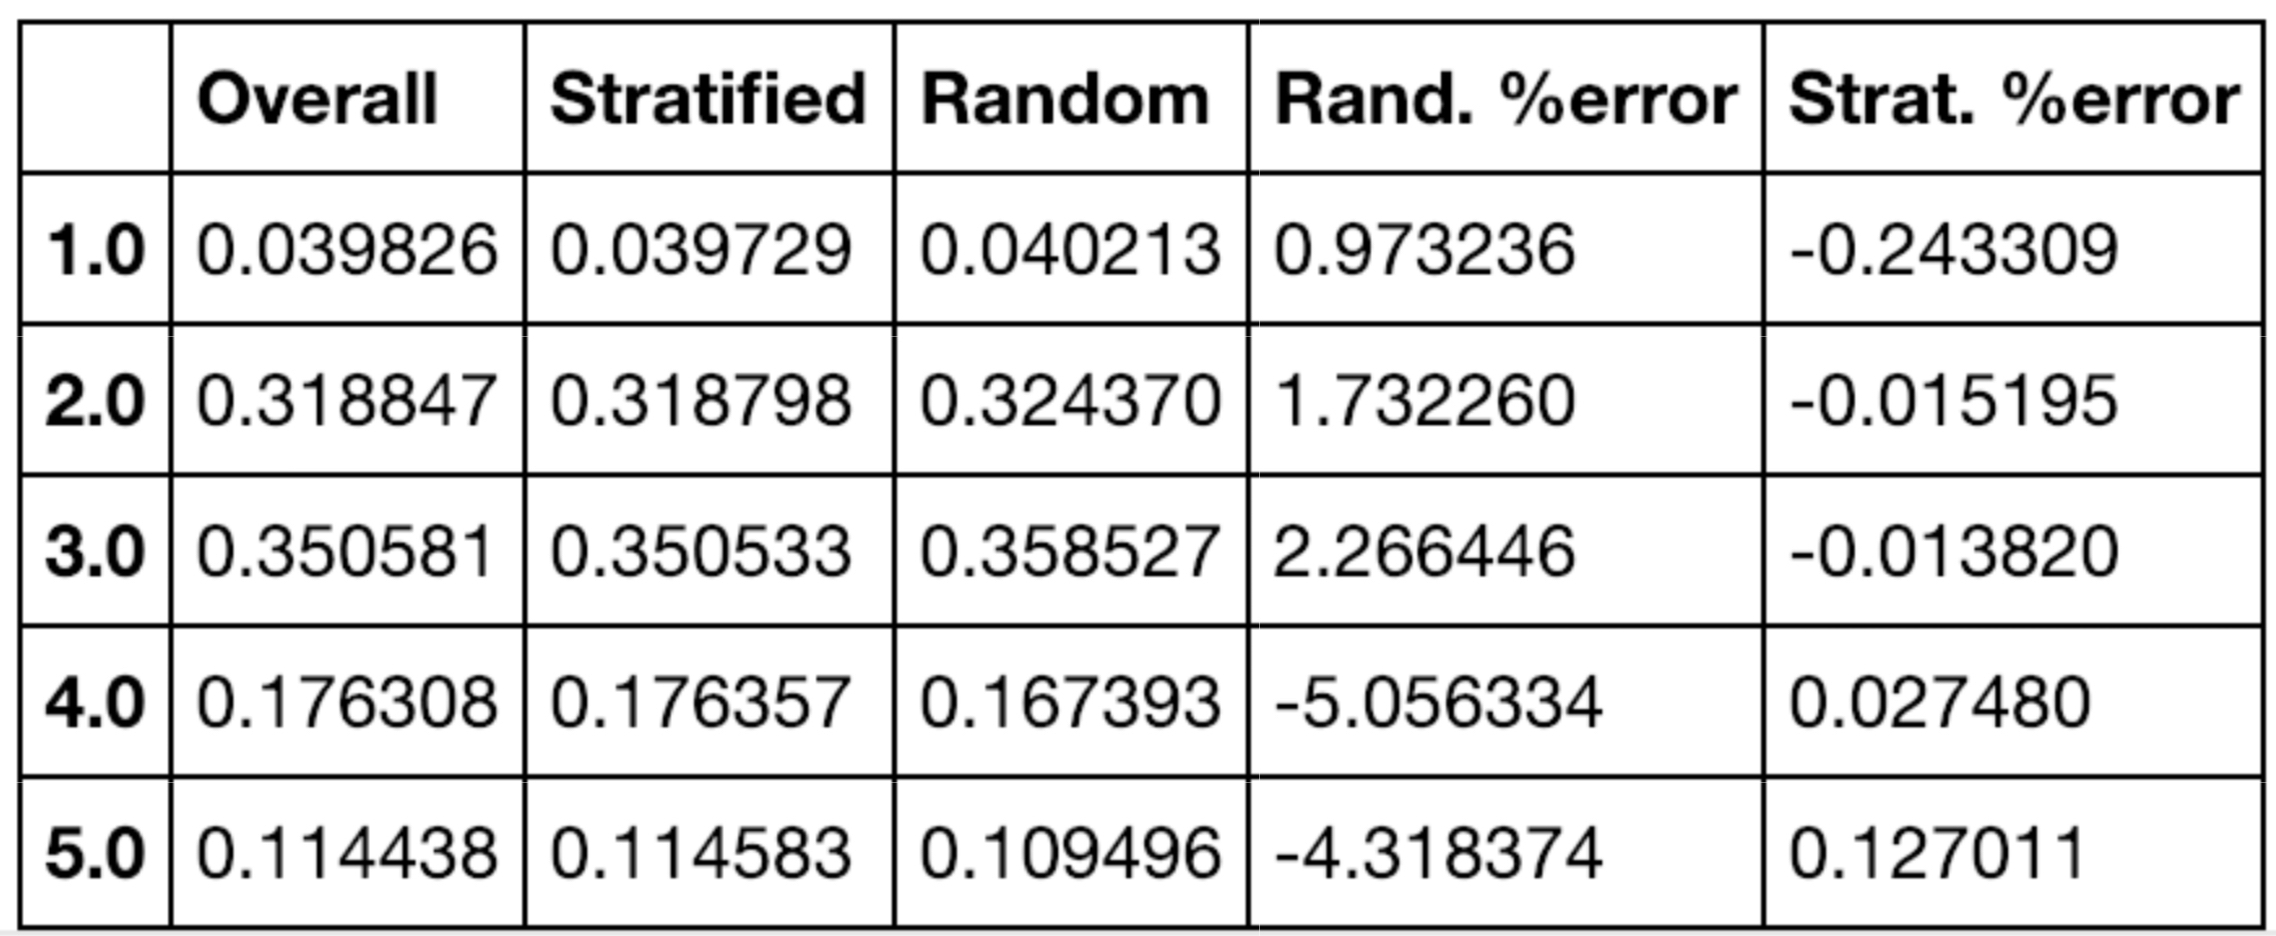 Overall Stratified Random Rand. %error Strat. %error
1.0 0.039826 0.039729 0.040213 0.973236 -0.243309
2.0 0.318847 0.318798 0.324370 1.732260 -0.015195
3.0 0.350581 0.350533 0.358527 2.266446 -0.013820
4.0 0.176308 0.176357 0.167393 -5.056334 0.027480
5.0 0.114438 0.114583 0.109496 -4.318374 0.127011